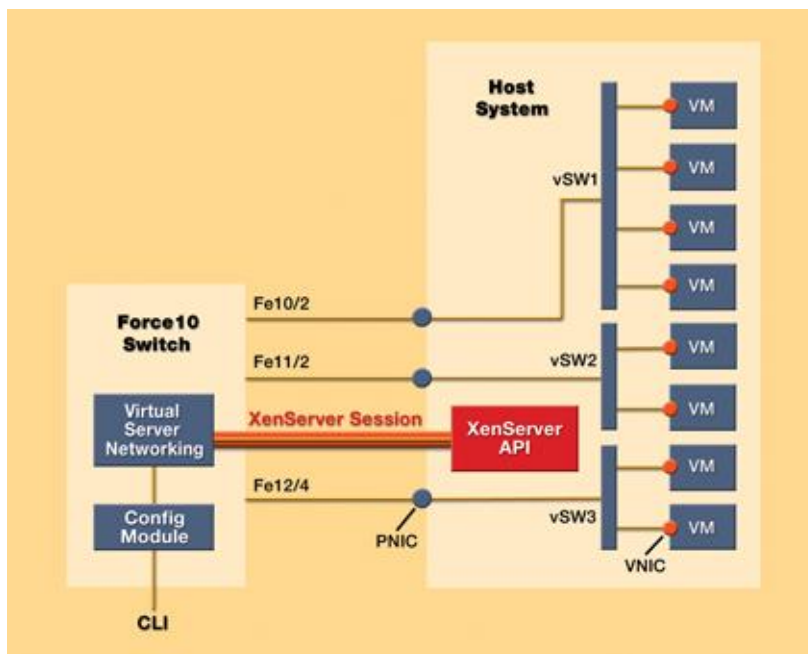 Host
System
VM
VM
vSW1
VM
VM
Fe10/2
Force10
Switch
Fe11/2
vSW2
VM
VM
Virtual
Server
Networking
XenServer Session
XenServer
API
VM
Fe12/4
Config
Module
PNIC
vSW3
VM
VNIC
CLI